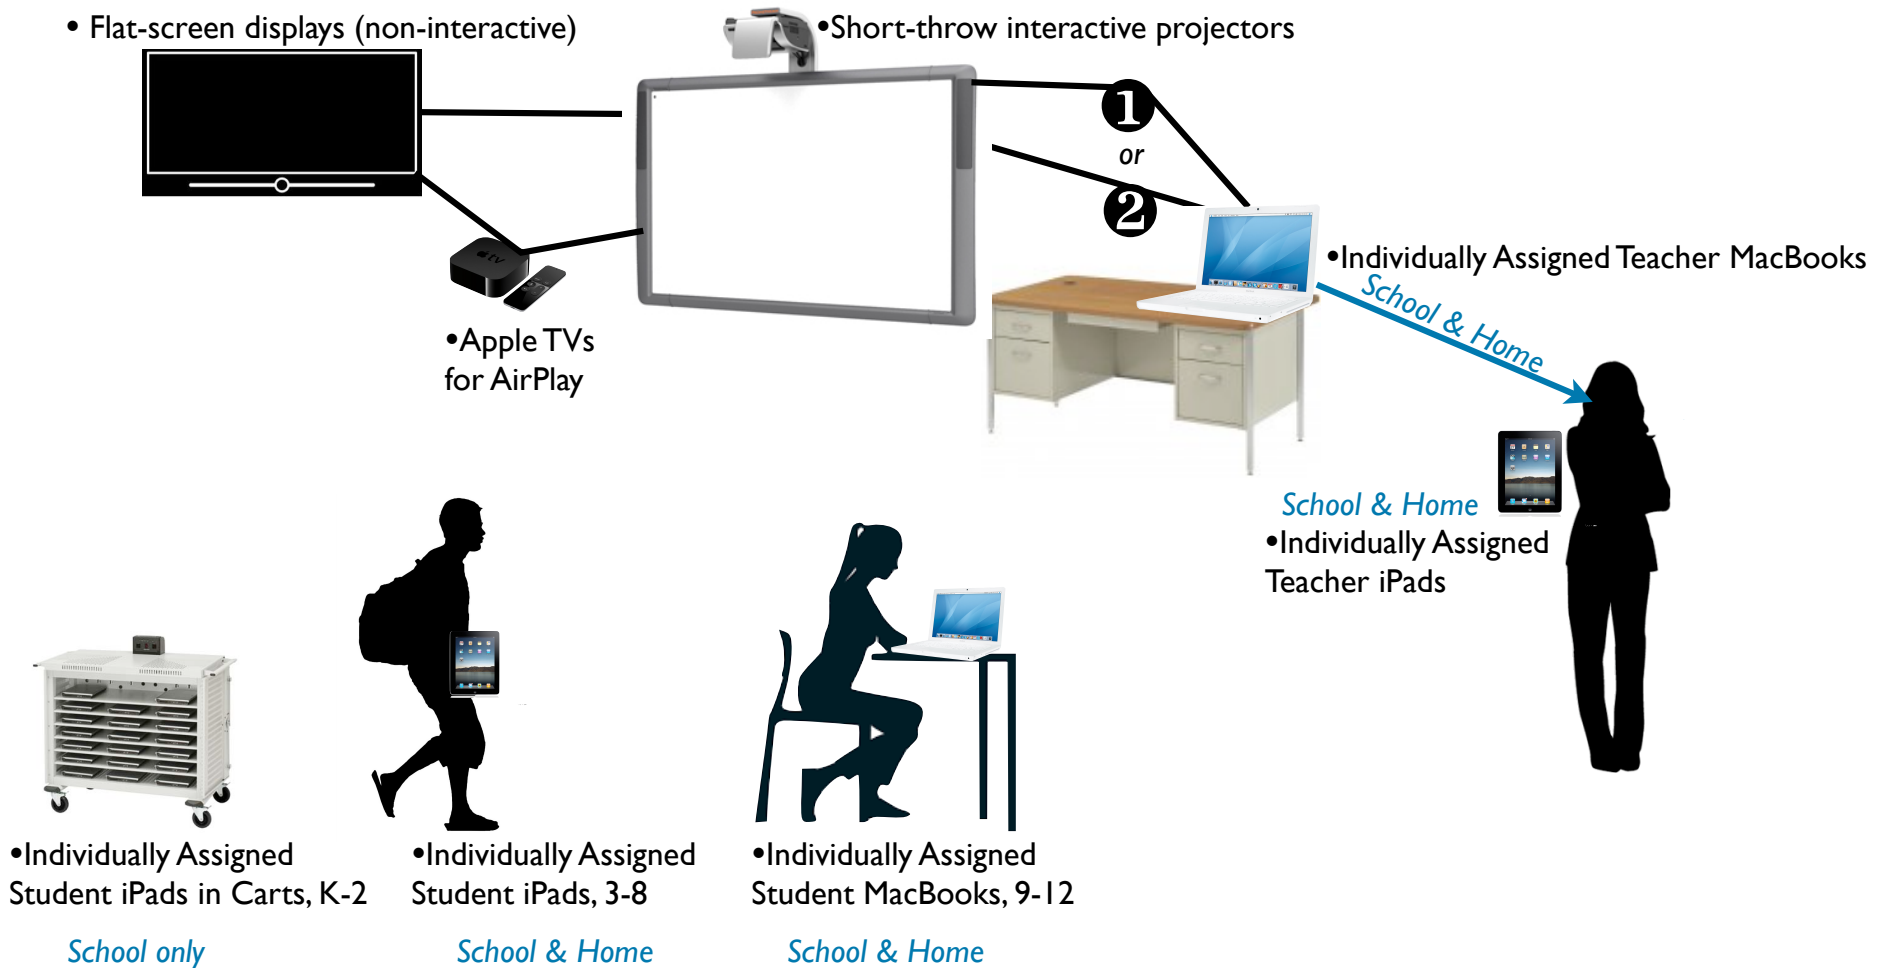 • Flat-screen displays (non-interactive)
•Short-throw interactive projectors
1
or
2
tv
•Individually Assigned Teacher MacBooks
School & Home
•Apple TVs
for AirPlay
School & Home
•Individually Assigned
Teacher iPads
•Individually Assigned
Student iPads in Carts, K-2
School only
•Individually Assigned
Student iPads, 3-8
School & Home
•Individually Assigned
Student MacBooks, 9-12
School & Home